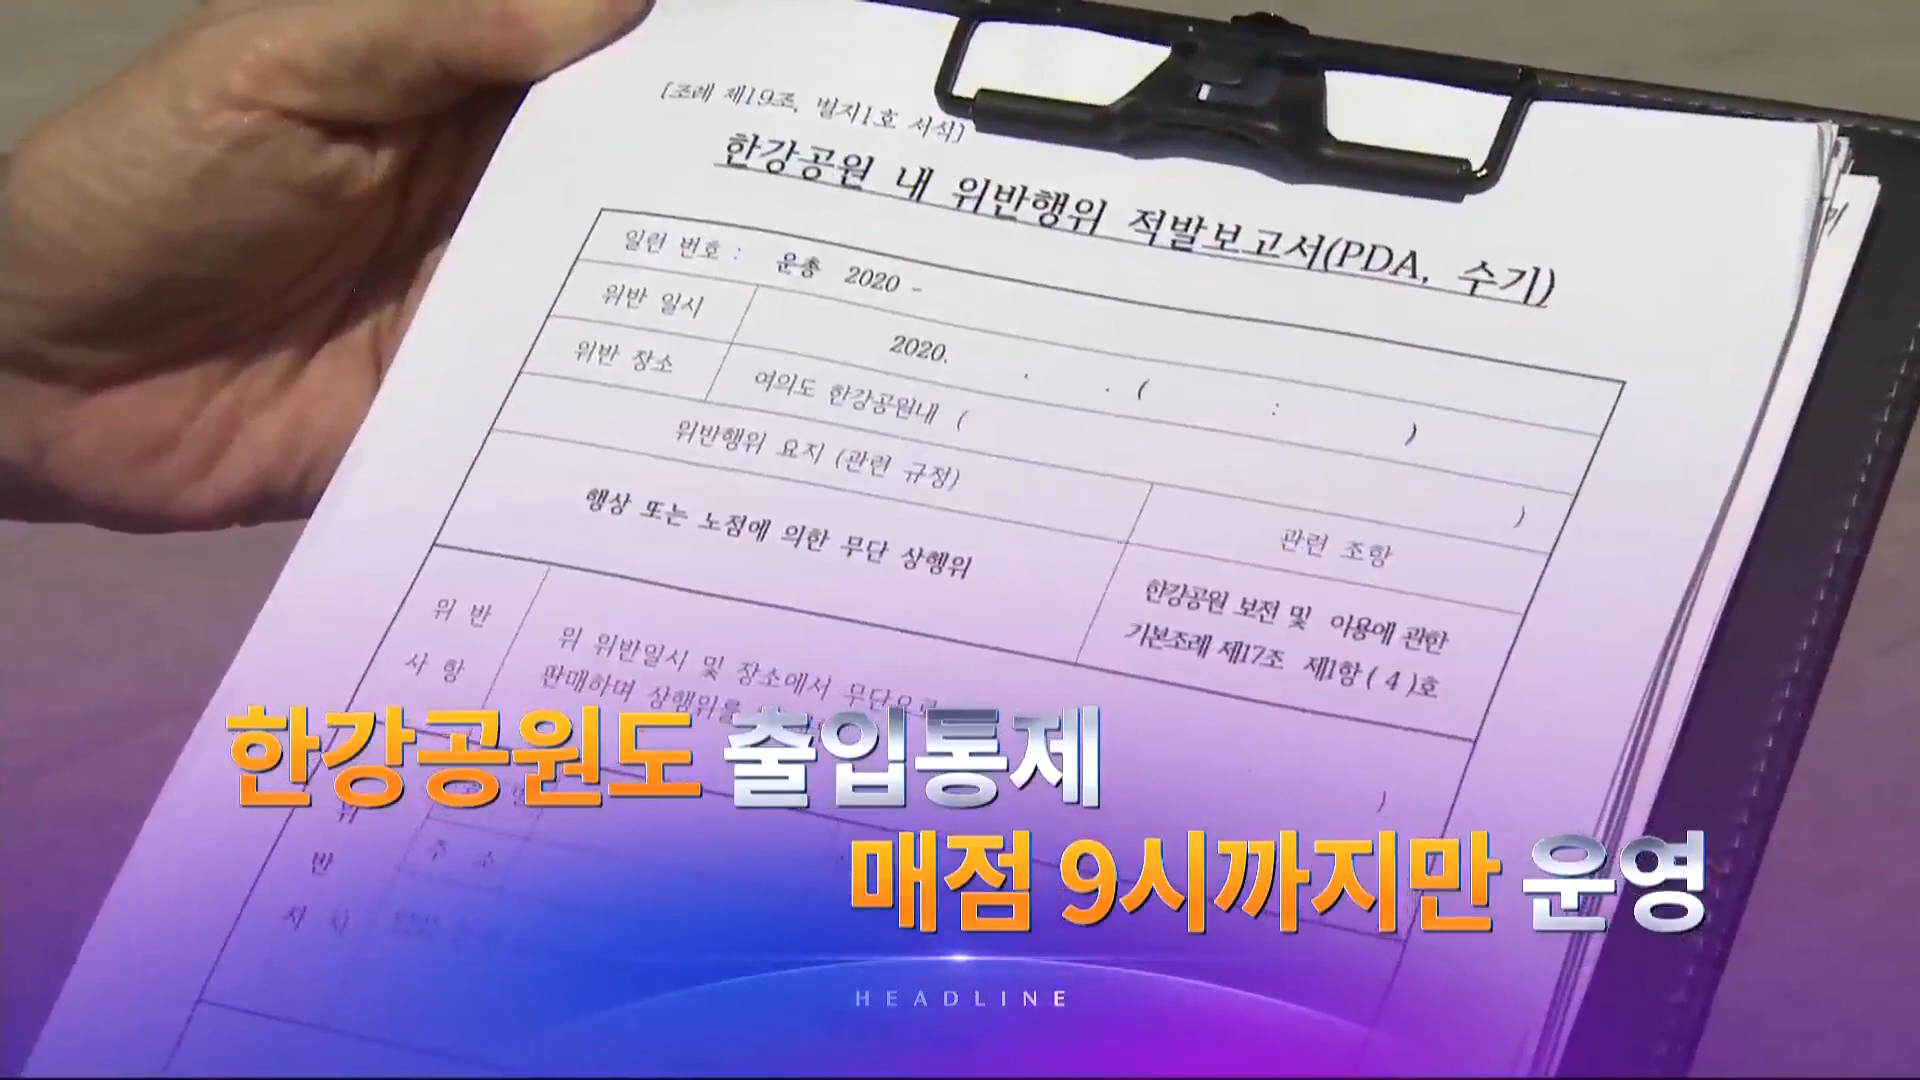 [조례 제19조, 별지1호 서식]
한강공원 내 위반행위 적발보고서(PDA, 수기)
일련 번호 : 운총 2020 -
위반 일시 2020. . . ( : )
위반 장소 여의도 한강공원내 ( )
위반행위 요지 (관련 규정)
관련 조항
행상 또는 노점에 의한 무단 상행위
한강공원 보전 및 이용에 관한
기본조례 제17조 제1항 ( 4 )호
위 반
사 항
위 위반일시 및 장소에서 무단으로
판매하며 상행위를
한강공원도 출입통제
위
주 소
반
매점 9시까지만 운영
자
HEADLINE